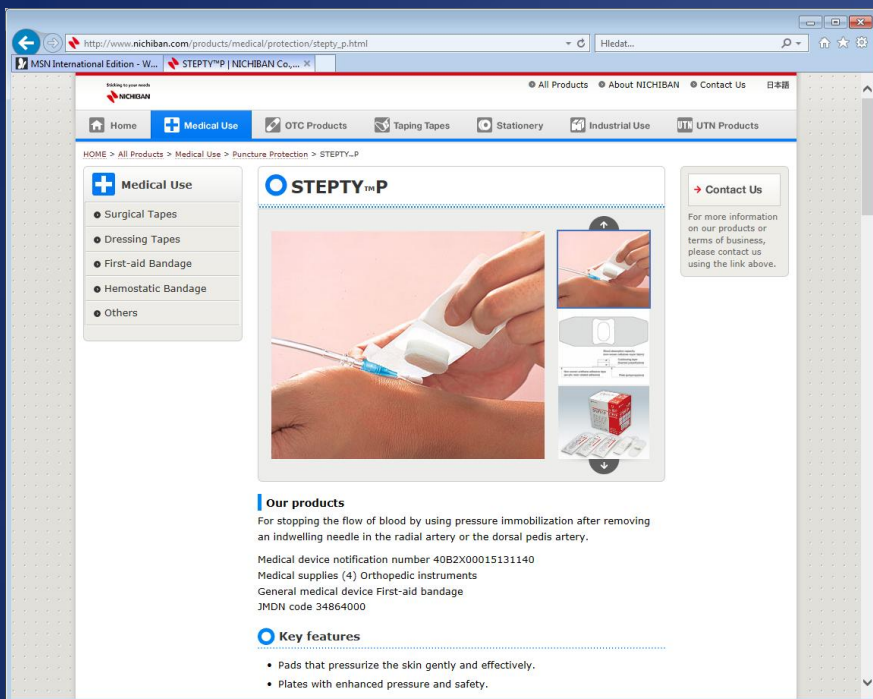 http://www.nichiban.com/products/medical/protection/stepty_p.html
Hledat...
MSN International Edition - W...
STEPTY™P | NICHIBAN Co.,...
Sticking to your needs
NICHIBAN
All Products
About NICHIBAN
Contact Us
日本語
Home
Medical Use
OTC Products
Taping Tapes
Stationery
Industrial Use
UTN UTN Products
HOME > All Products > Medical Use > Puncture Protection > STEPTY™P
Medical Use
Surgical Tapes
Dressing Tapes
First-aid Bandage
Hemostatic Bandage
Others
STEPTY™P
Contact Us
For more information
on our products or
terms of business,
please contact us
using the link above.
Our products
For stopping the flow of blood by using pressure immobilization after removing
an indwelling needle in the radial artery or the dorsal pedis artery.
Medical device notification number 40B2X00015131140
Medical supplies (4) Orthopedic instruments
General medical device First-aid bandage
JMDN code 34864000
Key features
• Pads that pressurize the skin gently and effectively.
• Plates with enhanced pressure and safety.